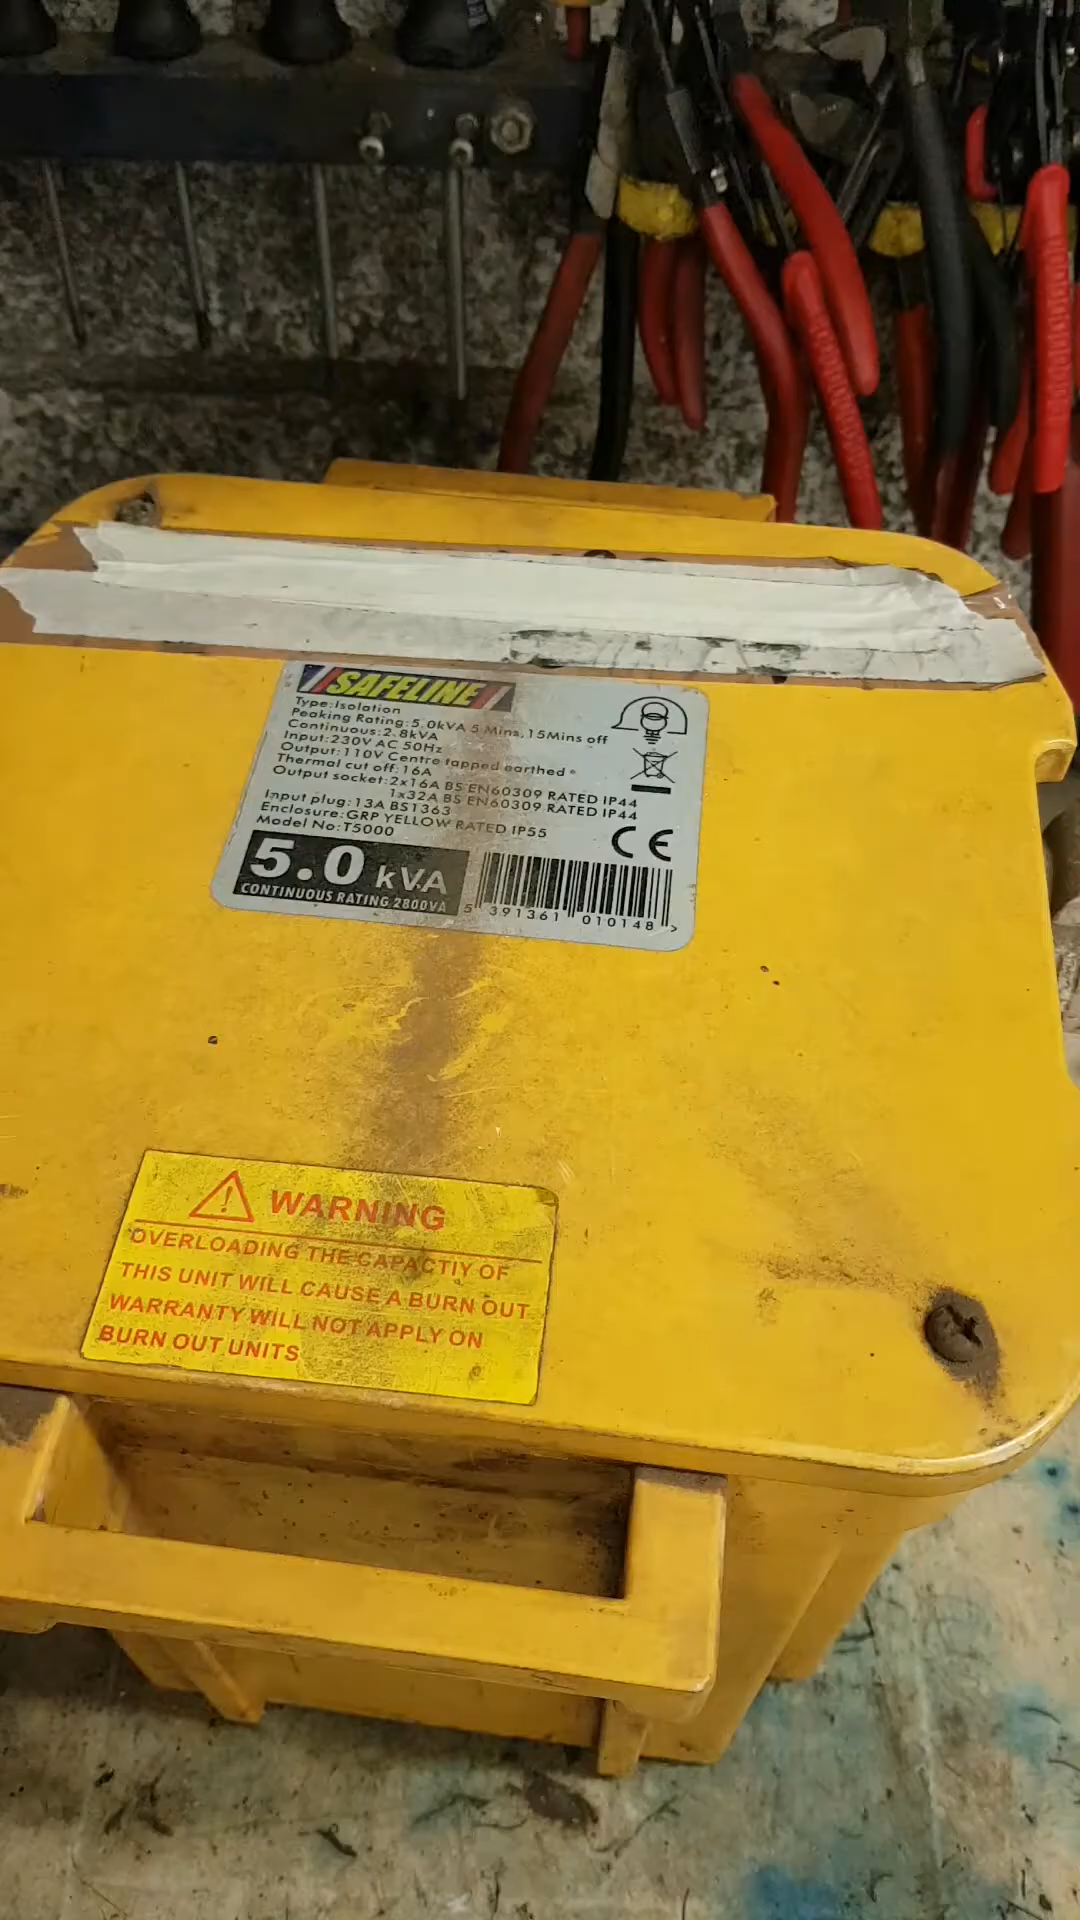 SAFELINE
Type:Isolation
Peaking Rating:5.0kVA 5 Mins,15Mins off
Continuous:2.8kVA
Input:230V AC 50Hz
Output:110V Centre tapped earthed
Thermal cut off:16A
Output socket:2x16A BS EN60309 RATED IP44
1x32A BS EN60309 RATED IP44
Input plug:13A BS1363
Enclosure:GRP YELLOW RATED IP55
Model No:T5000
CE
5.0 kVA
CONTINUOUS RATING 2800VA
5 391361 010148 >
WARNING
OVERLOADING THE CAPACTIY OF
THIS UNIT WILL CAUSE A BURN OUT
WARRANTY WILL NOT APPLY ON
BURN OUT UNITS